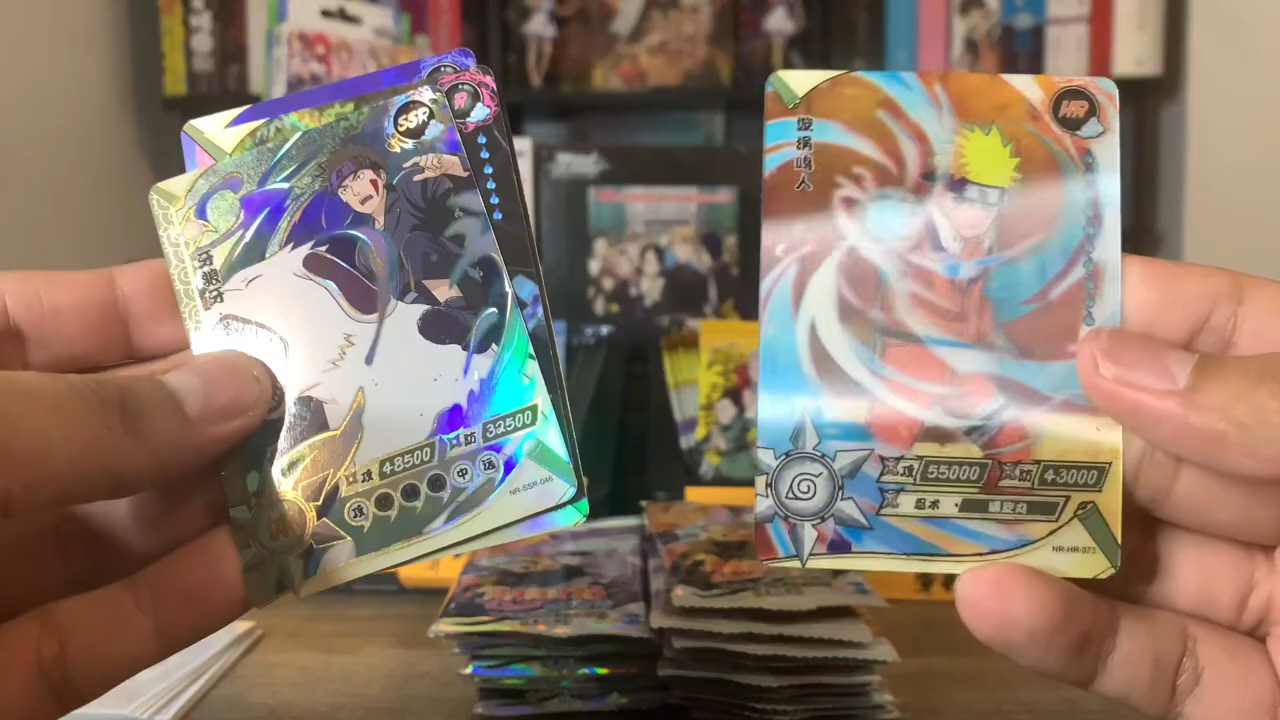 SSR
R
牙狼牙
攻 48500
防 32500
攻
中
远
NR-SSR-046
HR
漩涡鸣人
攻 55000
防 43000
忍术 · 螺旋丸
NR-HR-073